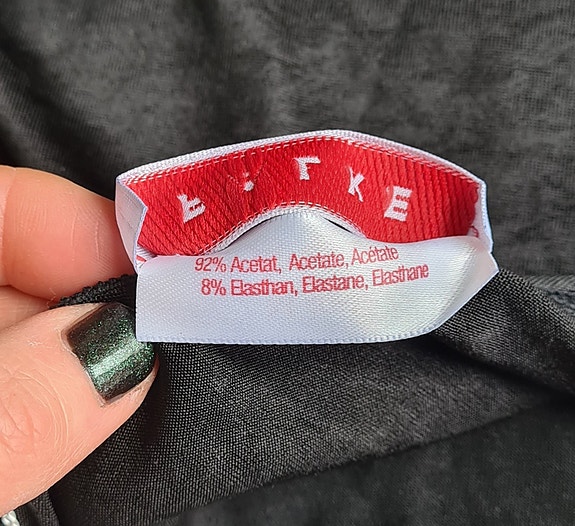 92% Acetat, Acetate, Acétate
8% Elasthan, Elastane, Elasthane